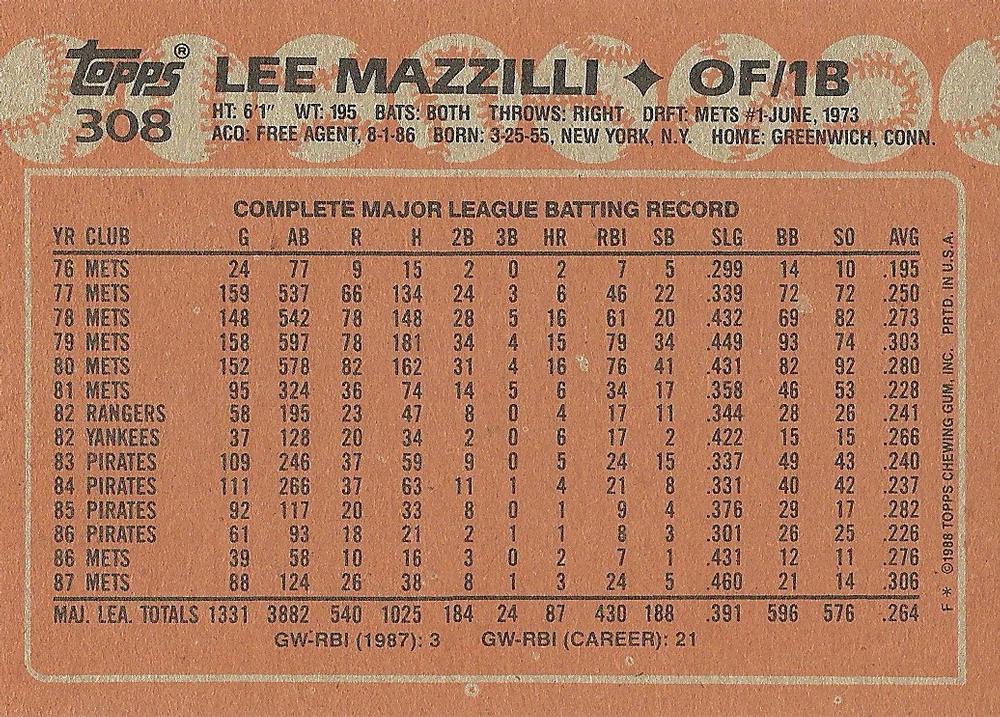 Topps® LEE MAZZILLI ✦ OF/1B
308 HT: 6'1" WT: 195 BATS: BOTH THROWS: RIGHT DRFT: METS #1-JUNE, 1973
ACQ: FREE AGENT, 8-1-86 BORN: 3-25-55, NEW YORK, N.Y. HOME: GREENWICH, CONN.
COMPLETE MAJOR LEAGUE BATTING RECORD
YR CLUB G AB R H 2B 3B HR RBI SB SLG BB SO AVG
76 METS 24 77 9 15 2 0 2 7 5 .299 14 10 .195
77 METS 159 537 66 134 24 3 6 46 22 .339 72 72 .250
78 METS 148 542 78 148 28 5 16 61 20 .432 69 82 .273
79 METS 158 597 78 181 34 4 15 79 34 .449 93 74 .303
80 METS 152 578 82 162 31 4 16 76 41 .431 82 92 .280
81 METS 95 324 36 74 14 5 6 34 17 .358 46 53 .228
82 RANGERS 58 195 23 47 8 0 4 17 11 .344 28 26 .241
82 YANKEES 37 128 20 34 2 0 6 17 2 .422 15 15 .266
83 PIRATES 109 246 37 59 9 0 5 24 15 .337 49 43 .240
84 PIRATES 111 266 37 63 11 1 4 21 8 .331 40 42 .237
85 PIRATES 92 117 20 33 8 0 1 9 4 .376 29 17 .282
86 PIRATES 61 93 18 21 2 1 1 8 3 .301 26 25 .226
86 METS 39 58 10 16 3 0 2 7 1 .431 12 11 .276
87 METS 88 124 26 38 8 1 3 24 5 .460 21 14 .306
MAJ. LEA. TOTALS 1331 3882 540 1025 184 24 87 430 188 .391 596 576 .264
GW-RBI (1987): 3 GW-RBI (CAREER): 21
F * ©1988 TOPPS CHEWING GUM, INC. PRTD. IN U.S.A.